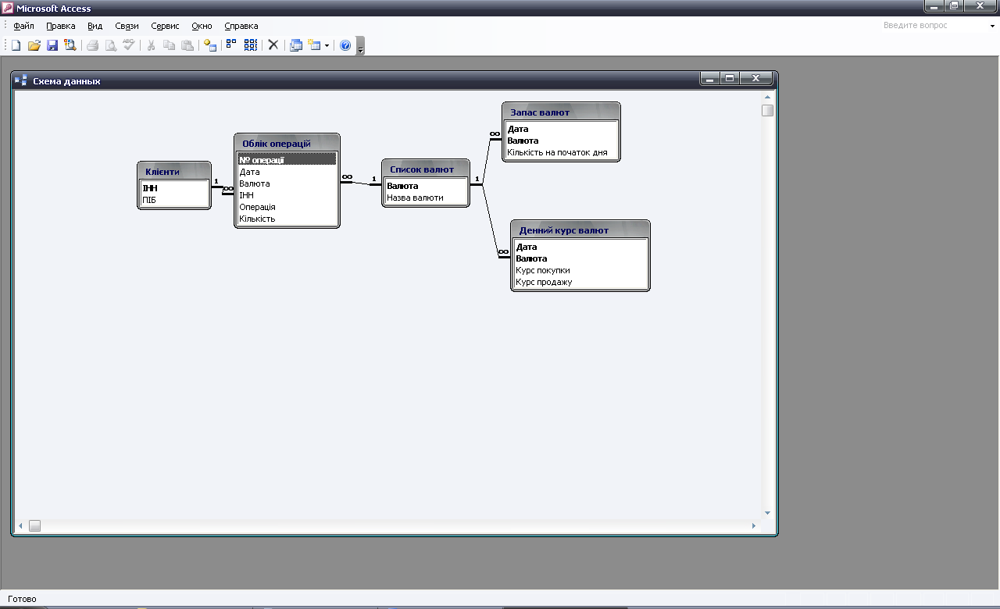 Microsoft Access
Файл Правка Вид Связи Сервис Окно Справка
Введите вопрос
Схема данных
Клієнти
ІНН
ПІБ
1
∞
Облік операцій
№ операції
Дата
Валюта
ІНН
Операція
Кількість
∞
1
Список валют
Валюта
Назва валюти
1
∞
Запас валют
Дата
Валюта
Кількість на початок дня
∞
Денний курс валют
Дата
Валюта
Курс покупки
Курс продажу
Готово